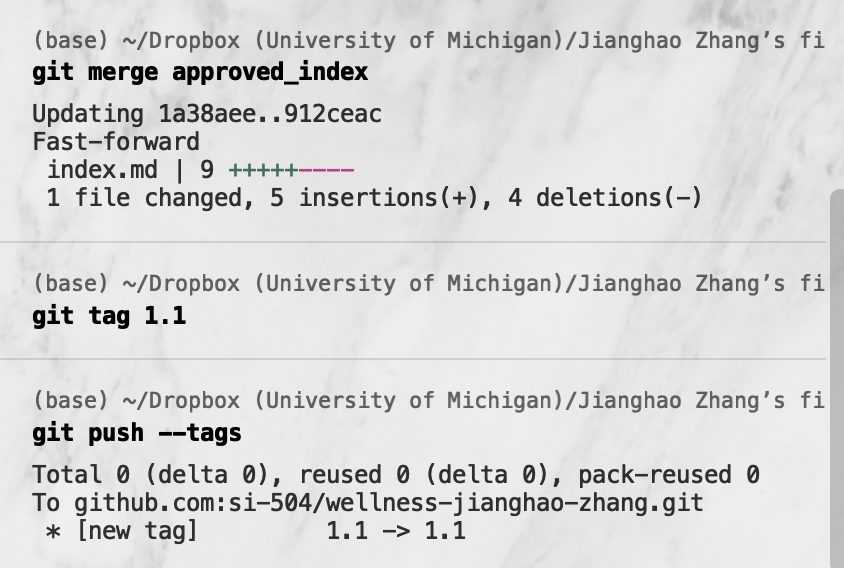 (base) ~/Dropbox (University of Michigan)/Jianghao Zhang’s fi
git merge approved_index
Updating 1a38aee..912ceac
Fast-forward
 index.md | 9 +++++----
 1 file changed, 5 insertions(+), 4 deletions(-)
(base) ~/Dropbox (University of Michigan)/Jianghao Zhang’s fi
git tag 1.1
(base) ~/Dropbox (University of Michigan)/Jianghao Zhang’s fi
git push --tags
Total 0 (delta 0), reused 0 (delta 0), pack-reused 0
To github.com:si-504/wellness-jianghao-zhang.git
 * [new tag]         1.1 -> 1.1